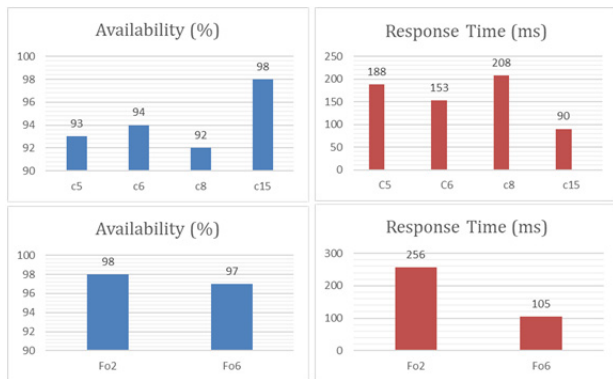 Availability (%)
100
98
96
94
92
90
93
94
92
98
c5
c6
c8
c15
Response Time (ms)
250
200
150
100
50
0
188
153
208
90
C5
C6
c8
c15
Availability (%)
100
98
96
94
92
90
98
97
Fo2
Fo6
Response Time (ms)
300
200
100
0
256
105
Fo2
Fo6